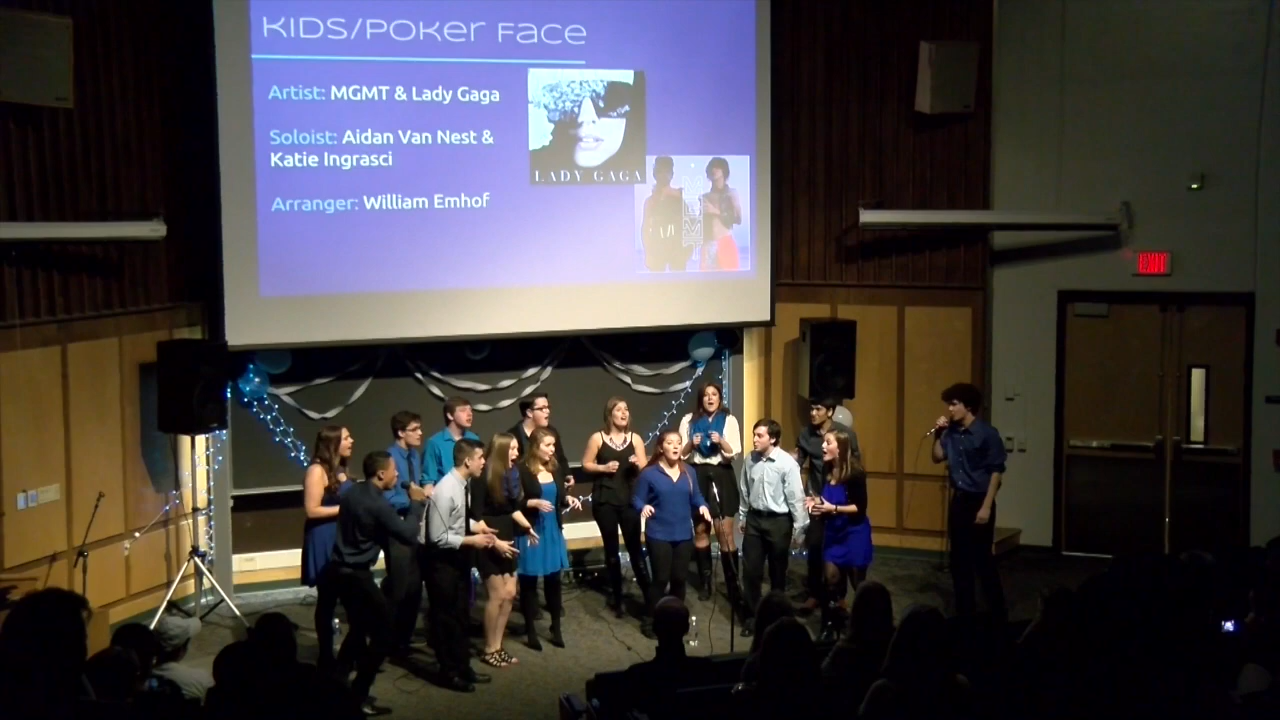 KIDS/POKER FACE
Artist: MGMT & Lady Gaga
Soloist: Aidan Van Nest &
Katie Ingrasci
Arranger: William Emhof
LADY GAGA
MGMT
EXIT